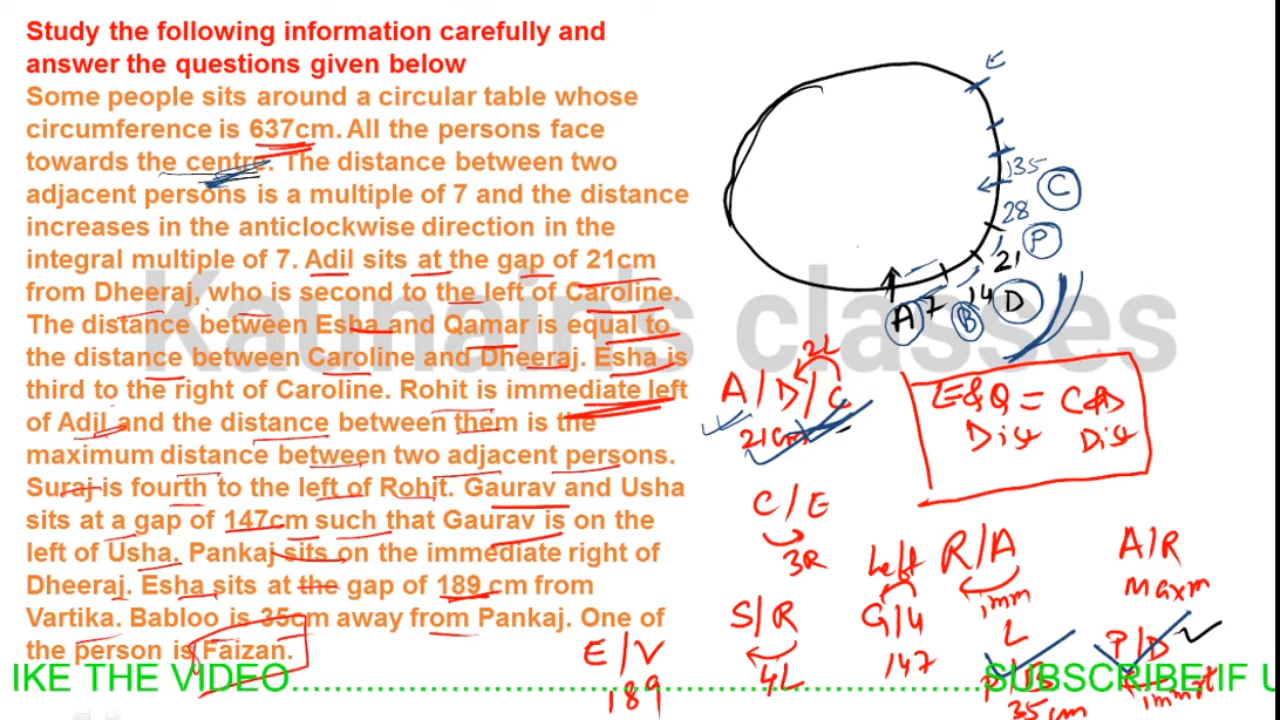 Study the following information carefully and
answer the questions given below
Some people sits around a circular table whose
circumference is 637cm. All the persons face
towards the centre. The distance between two
adjacent persons is a multiple of 7 and the distance
increases in the anticlockwise direction in the
integral multiple of 7. Adil sits at the gap of 21cm
from Dheeraj, who is second to the left of Caroline.
The distance between Esha and Qamar is equal to
the distance between Caroline and Dheeraj. Esha is
third to the right of Caroline. Rohit is immediate left
of Adil and the distance between them is the
maximum distance between two adjacent persons.
Suraj is fourth to the left of Rohit. Gaurav and Usha
sits at a gap of 147cm such that Gaurav is on the
left of Usha. Pankaj sits on the immediate right of
Dheeraj. Esha sits at the gap of 189 cm from
Vartika. Babloo is 35cm away from Pankaj. One of
the person is Faizan.
Kaunain's classes
135
C
28
P
21
A 7 B 14 D
2L
A/D/C
21cm
E&Q = C&D
Dist Dist
C/E
3R
Left
R/A
imm
L
A/R
maxm
S/R
4L
G/U
147
P/B
35cm
P/D
E/V
189
IKE THE VIDEO............................................................................SUBSCRIBE IF U